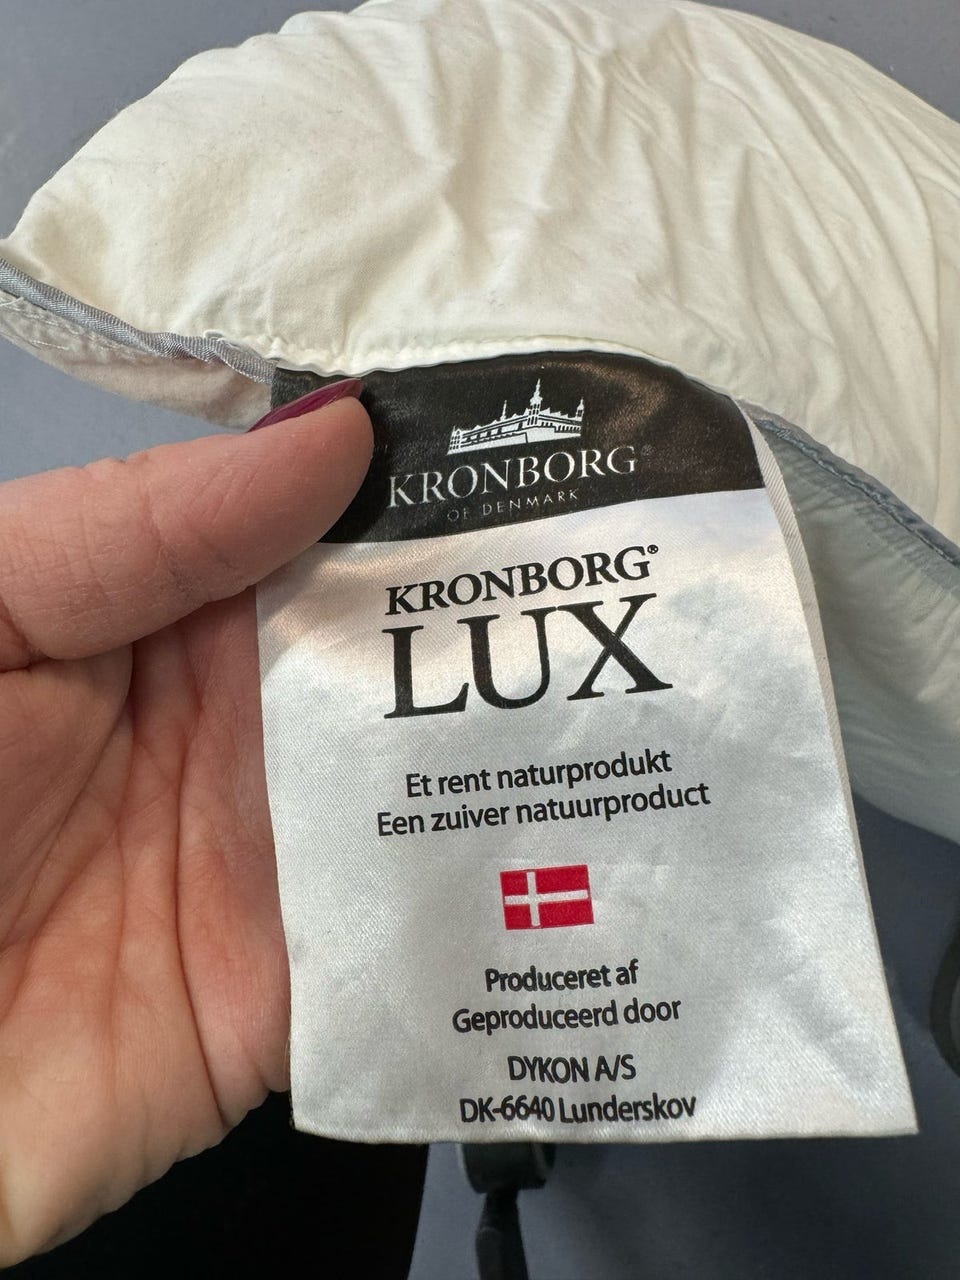 KRONBORG®
OF DENMARK
KRONBORG®
LUX
Et rent naturprodukt
Een zuiver natuurproduct
Produceret af
Geproduceerd door
DYKON A/S
DK-6640 Lunderskov